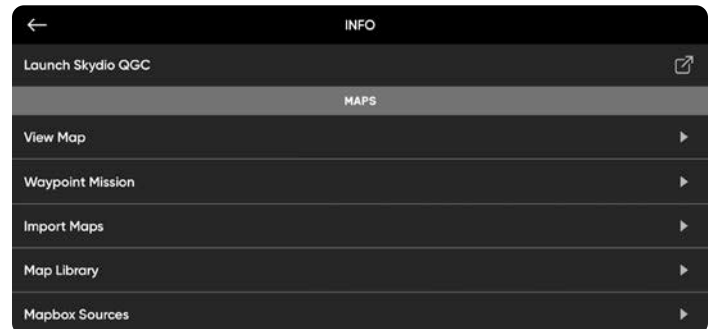 INFO
Launch Skydio QGC
MAPS
View Map
Waypoint Mission
Import Maps
Map Library
Mapbox Sources